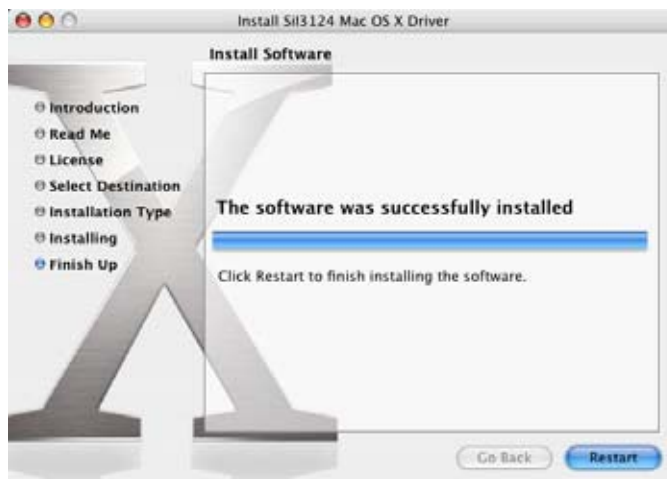 Install SiI3124 Mac OS X Driver
Install Software
Introduction
Read Me
License
Select Destination
Installation Type
Installing
Finish Up
The software was successfully installed
Click Restart to finish installing the software.
Go Back
Restart